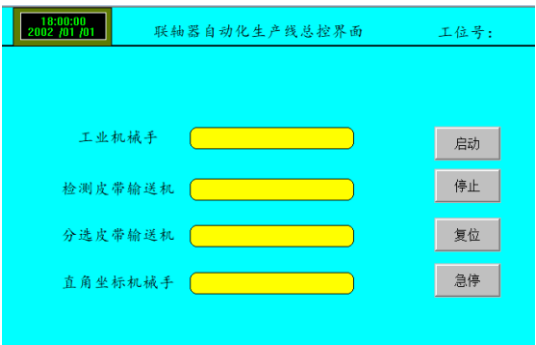 18:00:00
2002 /01 /01
联轴器自动化生产线总控界面
工位号：
工业机械手
启动
检测皮带输送机
停止
分选皮带输送机
复位
直角坐标机械手
急停